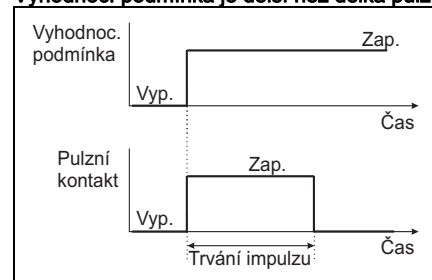 Vyhodnoc. podmínka je delší než délka pulz
Vyhodnoc.
podmínka
Zap.
Vyp.
Čas
Pulzní
kontakt
Zap.
Vyp.
Čas
Trvání impulzu